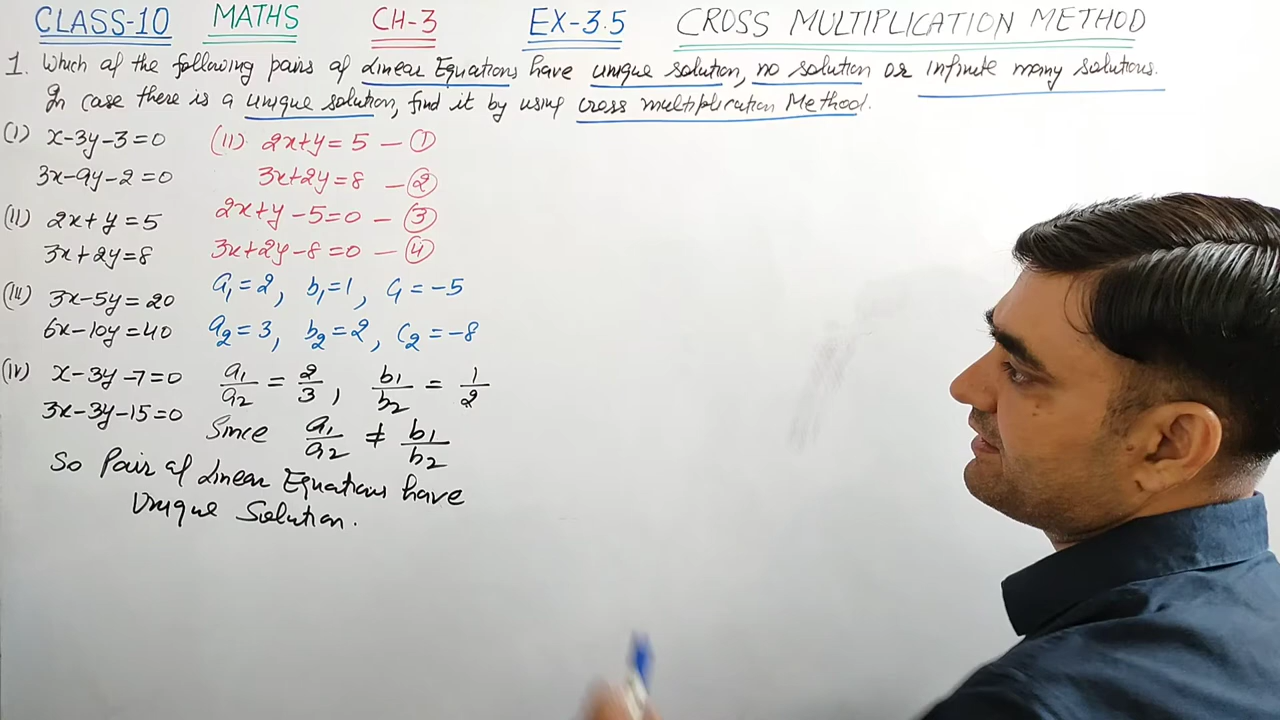 CLASS-10 MATHS CH-3 EX-3.5 CROSS MULTIPLICATION METHOD
1. Which of the following pairs of Linear Equations have unique solution, no solution or infinite many solutions.
In case there is a unique solution, find it by using cross multiplication Method.
(i) x-3y-3=0
3x-9y-2=0
(ii) 2x+y=5
3x+2y=8
(iii) 3x-5y=20
6x-10y=40
(iv) x-3y-7=0
3x-3y-15=0
(ii). 2x+y=5 — ①
3x+2y=8 — ②
2x+y-5=0 — ③
3x+2y-8=0 — ④
a₁=2, b₁=1, c₁=-5
a₂=3, b₂=2, c₂=-8
a₁/a₂ = 2/3, b₁/b₂ = 1/2
Since a₁/a₂ ≠ b₁/b₂
So Pair of Linear Equations have
Unique Solution.